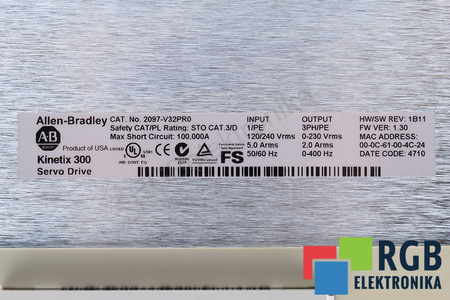 Allen-Bradley
A-B
Product of USA
LISTED
Kinetix 300
Servo Drive
CAT. No. 2097-V32PR0
Safety CAT/PL Rating: STO CAT.3/D
Max Short Circuit: 100.000A
FS
INPUT
1/PE
120/240 Vrms
5.0 Arms
50/60 Hz
OUTPUT
3PH/PE
0-230 Vrms
2.0 Arms
0-400 Hz
HW/SW REV: 1B11
FW VER: 1.30
MAC ADDRESS:
00-0C-61-00-4C-24
DATE CODE: 4710
RGB
ELEKTRONIKA